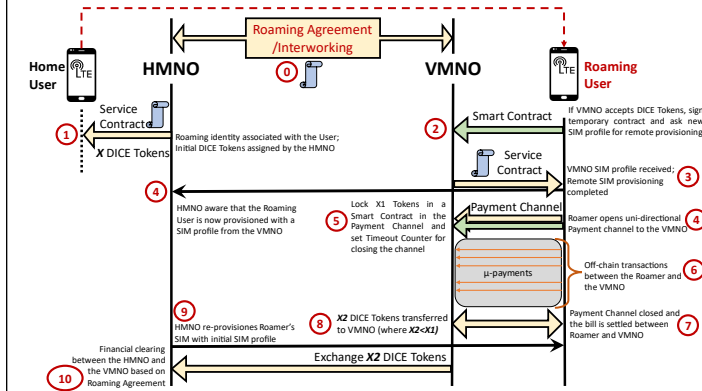 Roaming Agreement
/Interworking
0
Home
User
LTE
HMNO
VMNO
LTE
Roaming
User
Service
Contract
1
X DICE Tokens
Roaming identity associated with the User;
Initial DICE Tokens assigned by the HMNO
2
Smart Contract
If VMNO accepts DICE Tokens, sign
temporary contract and ask new
SIM profile for remote provisioning
Service
Contract
VMNO SIM profile received;
Remote SIM provisioning
completed
3
4
HMNO aware that the Roaming
User is now provisioned with a
SIM profile from the VMNO
5
Lock X1 Tokens in a
Smart Contract in the
Payment Channel and
set Timeout Counter for
closing the channel
Payment Channel
Roamer opens uni-directional
Payment channel to the VMNO
4
µ-payments
Off-chain transactions
between the Roamer and
the VMNO
6
9
HMNO re-provisiones Roamer's
SIM with initial SIM profile
8
X2 DICE Tokens transferred
to VMNO (where X2<X1)
Payment Channel closed and
the bill is settled between
Roamer and VMNO
7
Financial clearing
between the HMNO and
the VMNO based on
Roaming Agreement
10
Exchange X2 DICE Tokens